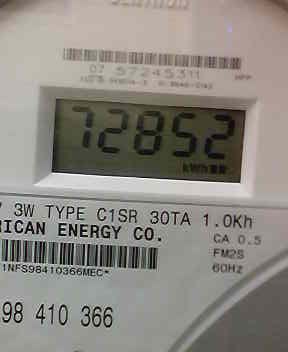 07 57245311
72852
kWh
3W TYPE C1SR 30TA 1.0Kh
RICAN ENERGY CO.
CA 0.5
FM2S
60Hz
1NFS98410366MEC*
98 410 366